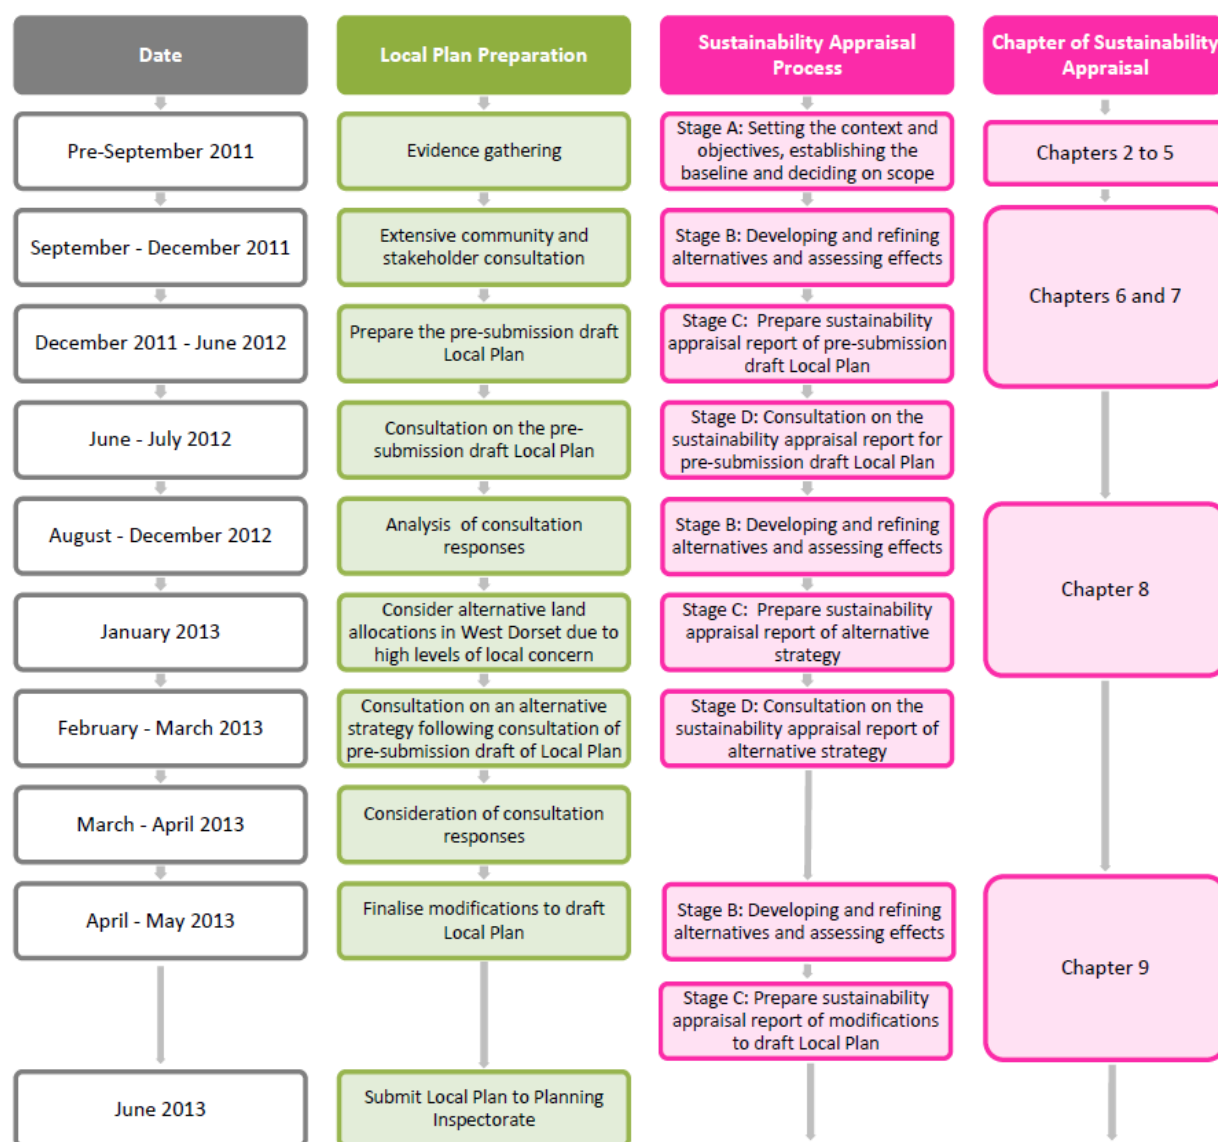 Date
Local Plan Preparation
Sustainability Appraisal
Process
Chapter of Sustainability
Appraisal
Pre-September 2011
Evidence gathering
Stage A: Setting the context and
objectives, establishing the
baseline and deciding on scope
Chapters 2 to 5
September - December 2011
Extensive community and
stakeholder consultation
Stage B: Developing and refining
alternatives and assessing effects
Chapters 6 and 7
December 2011 - June 2012
Prepare the pre-submission draft
Local Plan
Stage C:  Prepare sustainability
appraisal report of pre-submission
draft Local Plan
June - July 2012
Consultation on the pre-
submission draft Local Plan
Stage D: Consultation on the
sustainability appraisal report for
pre-submission draft Local Plan
August - December 2012
Analysis  of consultation
responses
Stage B: Developing and refining
alternatives and assessing effects
Chapter 8
January 2013
Consider alternative land
allocations in West Dorset due to
high levels of local concern
Stage C:  Prepare sustainability
appraisal report of alternative
strategy
February - March 2013
Consultation on an alternative
strategy following consultation of
pre-submission draft of Local Plan
Stage D: Consultation on the
sustainability appraisal report of
alternative strategy
March - April 2013
Consideration of consultation
responses
April - May 2013
Finalise modifications to draft
Local Plan
Stage B: Developing and refining
alternatives and assessing effects
Chapter 9
Stage C: Prepare sustainability
appraisal report of modifications
to draft Local Plan
June 2013
Submit Local Plan to Planning
Inspectorate